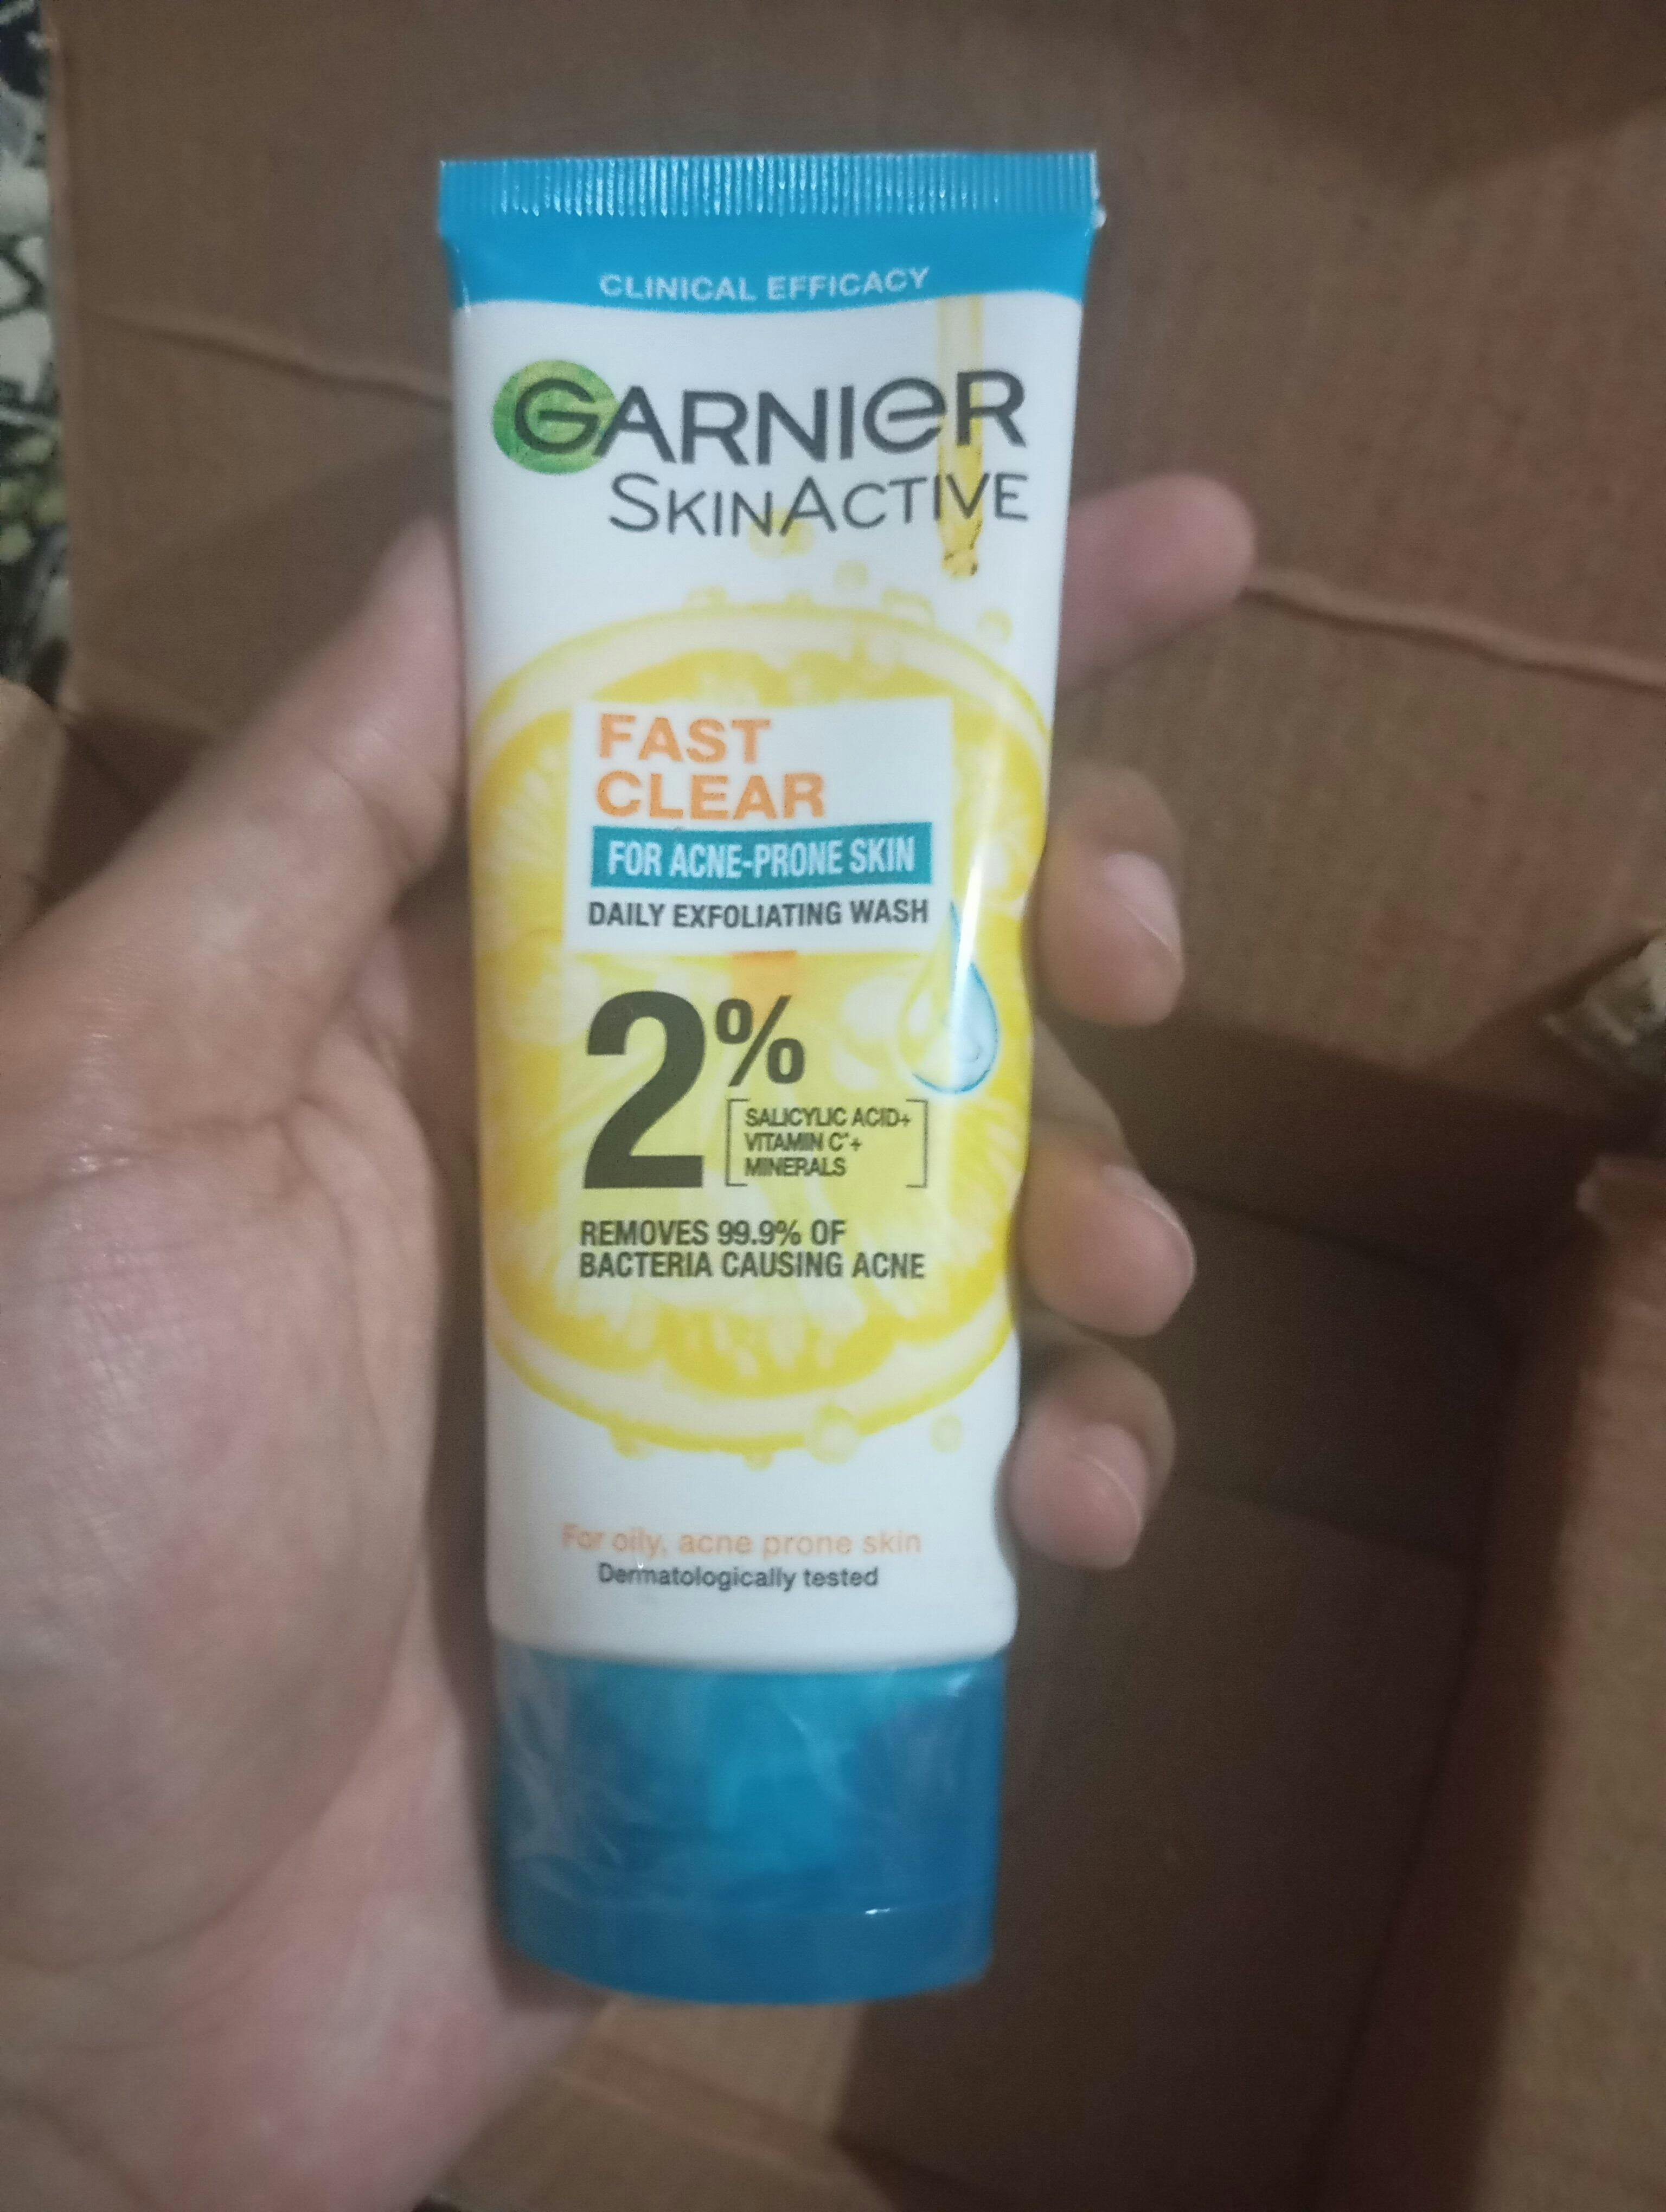 CLINICAL EFFICACY
GARNIER
SKINACTIVE
FAST
CLEAR
FOR ACNE-PRONE SKIN
DAILY EXFOLIATING WASH
2%
SALICYLIC ACID+
VITAMIN C*+
MINERALS
REMOVES 99.9% OF
BACTERIA CAUSING ACNE
For oily, acne prone skin
Dermatologically tested